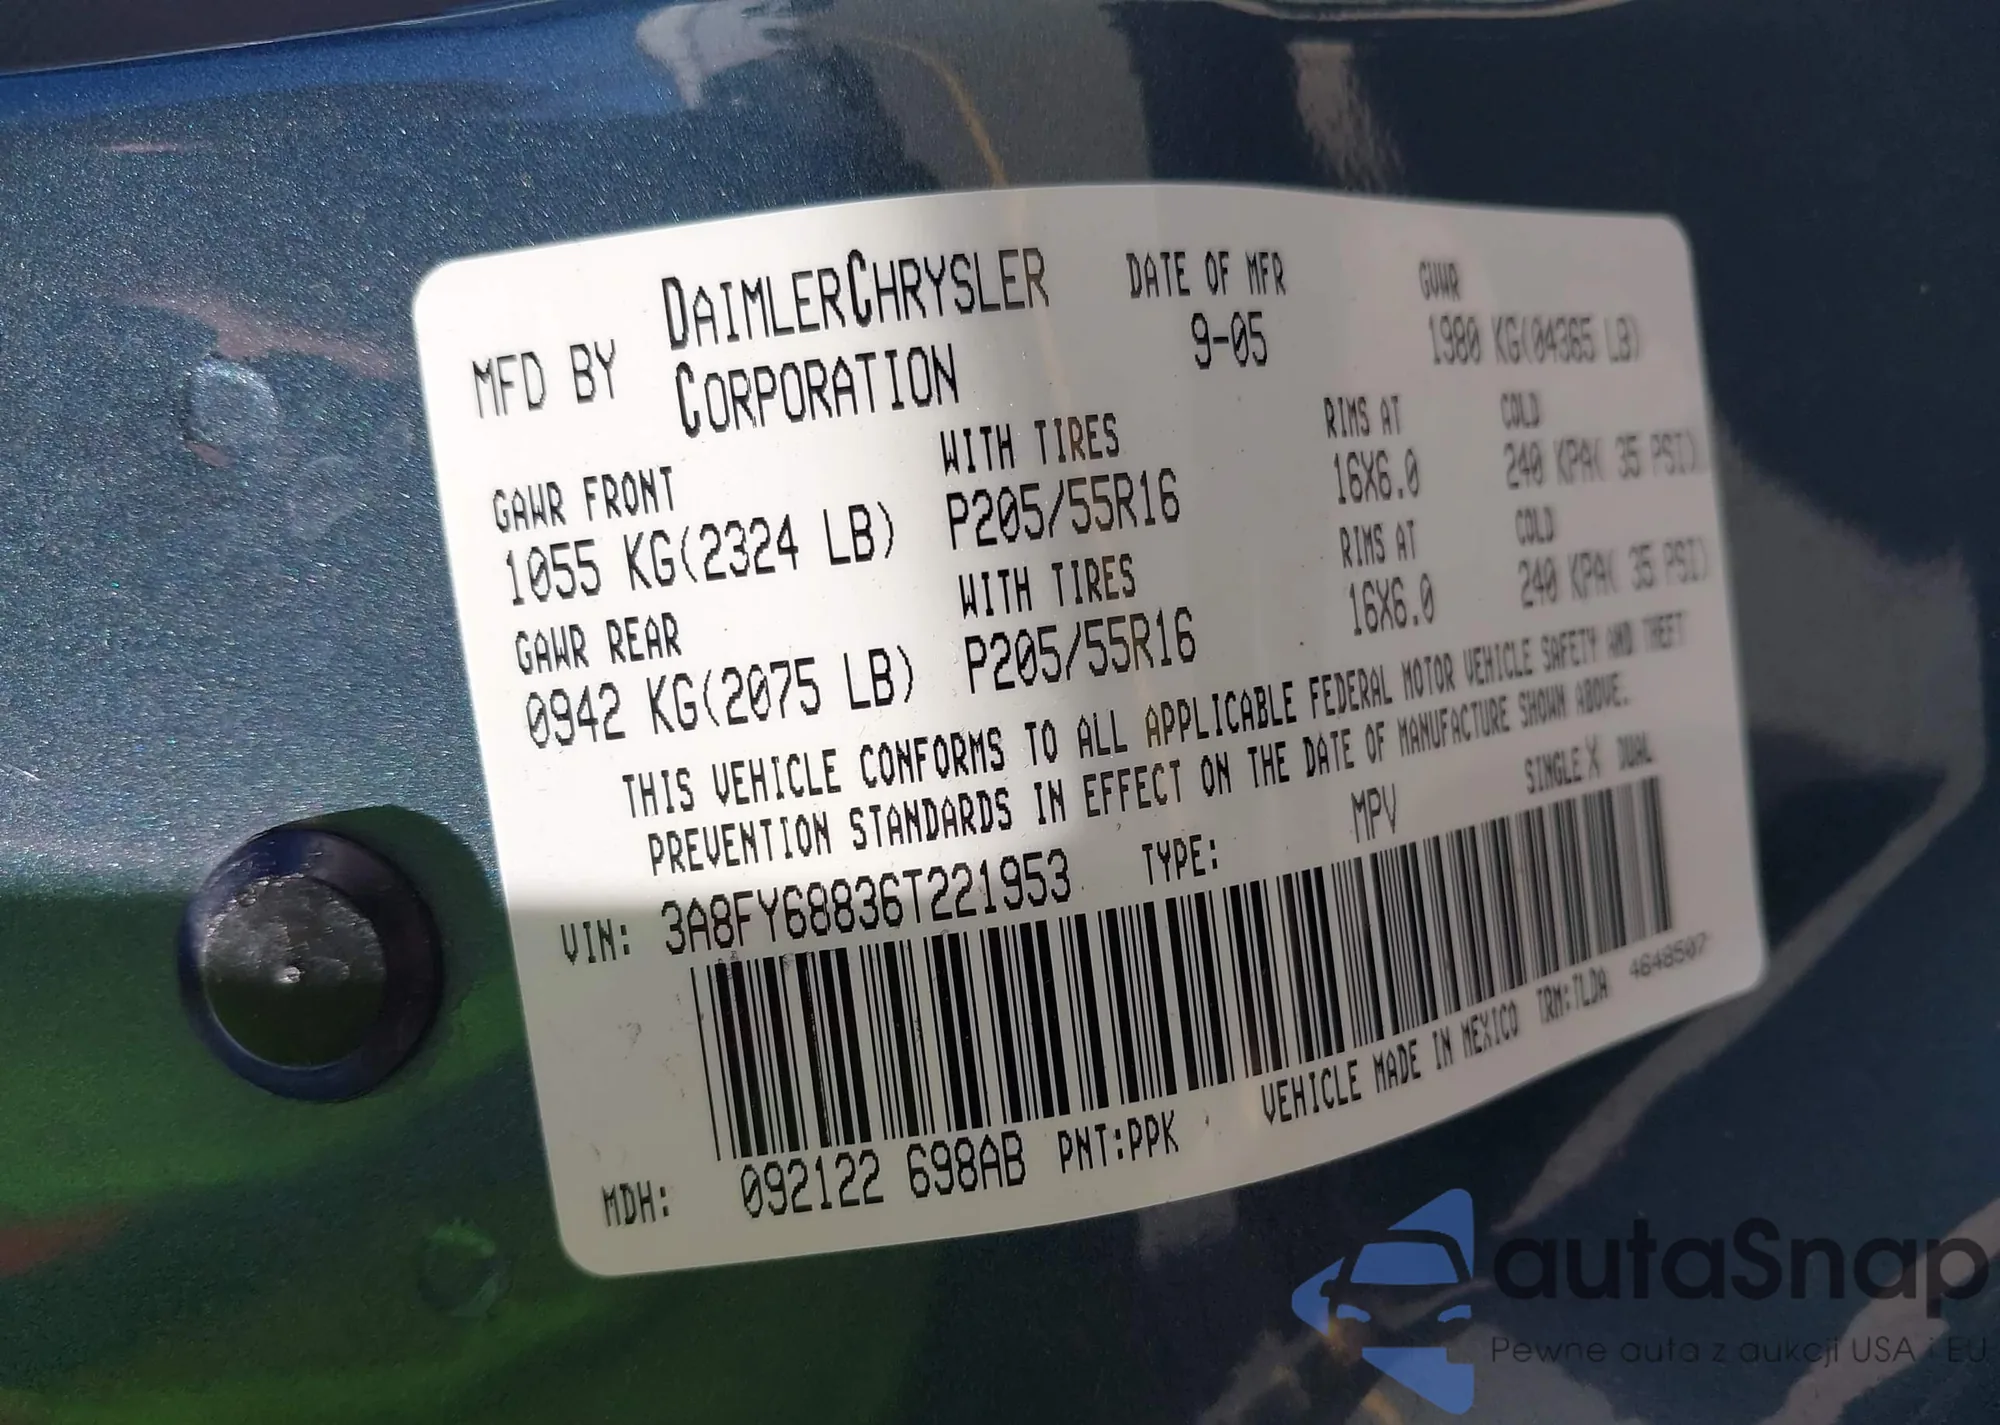 MFD BY DAIMLERCHRYSLER CORPORATION DATE OF MFR 9-05 GVWR 1980 KG(04365 LB)
GAWR FRONT WITH TIRES RIMS AT COLD
1055 KG(2324 LB) P205/55R16 16X6.0 240 KPA( 35 PSI)
GAWR REAR WITH TIRES RIMS AT COLD
0942 KG(2075 LB) P205/55R16 16X6.0 240 KPA( 35 PSI)
THIS VEHICLE CONFORMS TO ALL APPLICABLE FEDERAL MOTOR VEHICLE SAFETY AND THEFT
PREVENTION STANDARDS IN EFFECT ON THE DATE OF MANUFACTURE SHOWN ABOVE.
VIN: 3A8FY68836T221953 TYPE: MPV SINGLE X DUAL
MDH: 092122 698AB PNT:PPK VEHICLE MADE IN MEXICO TRM:TLDA 4648507
autaSnap
Pewne auta z aukcji USA i EU